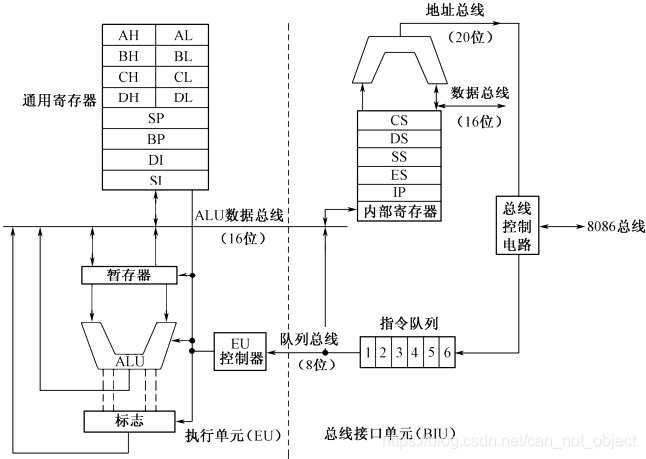 通用寄存器
AH AL
BH BL
CH CL
DH DL
SP
BP
DI
SI
地址总线
(20位)
数据总线
(16位)
CS
DS
SS
ES
IP
内部寄存器
ALU数据总线
(16位)
总线
控制
电路
8086总线
暂存器
ALU
标志
EU
控制器
队列总线
(8位)
指令队列
1 2 3 4 5 6
执行单元(EU)
总线接口单元(BIU)
https://blog.csdn.net/can_not_object